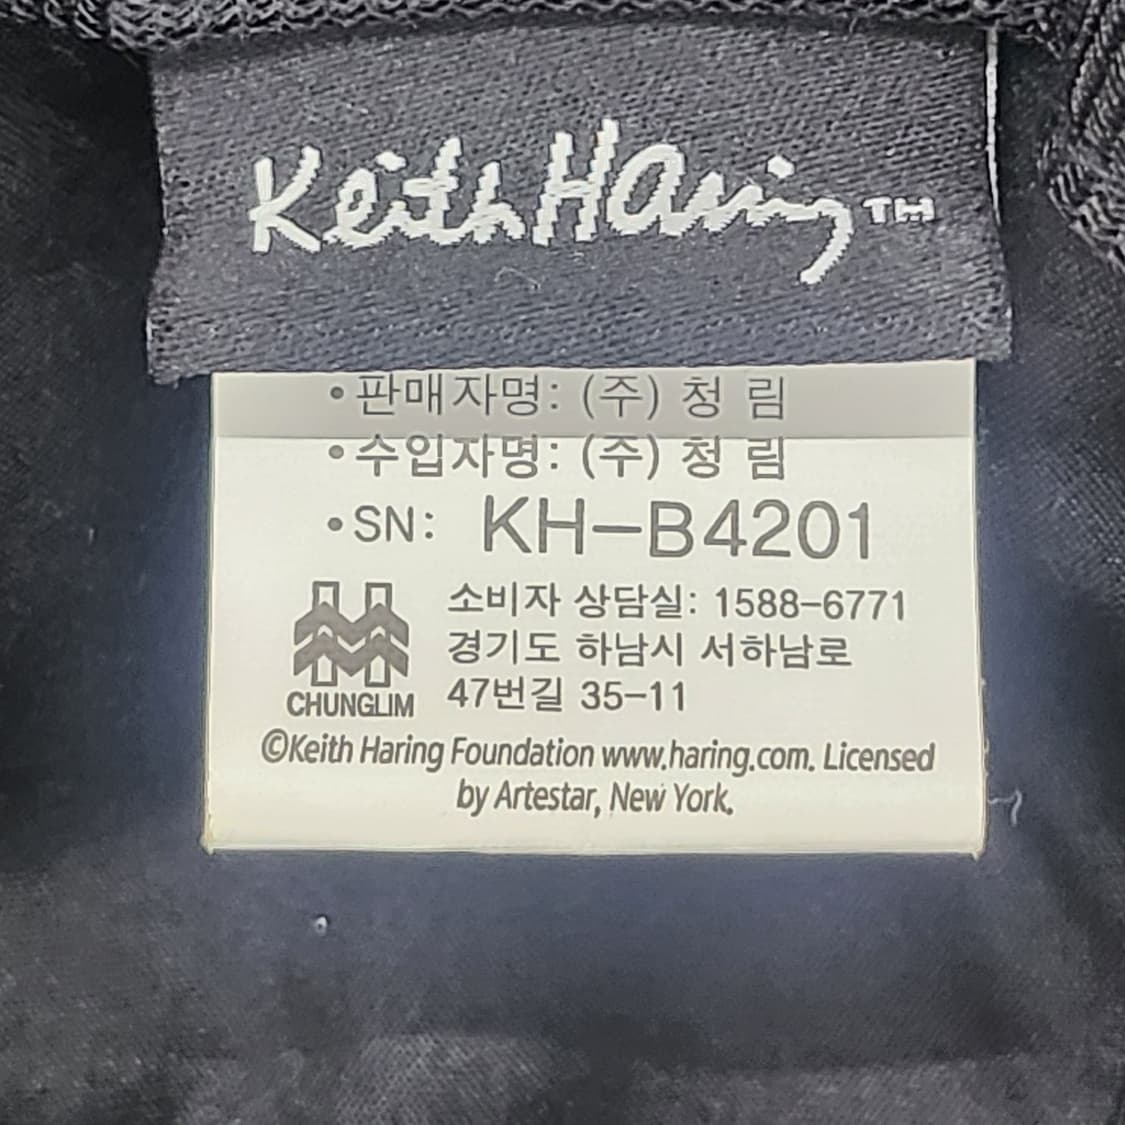 Keith Haring™
•판매자명: (주) 청 림
•수입자명: (주) 청 림
•SN: KH-B4201
소비자 상담실: 1588-6771
경기도 하남시 서하남로
47번길 35-11
CHUNGLIM
©Keith Haring Foundation www.haring.com. Licensed
by Artestar, New York.